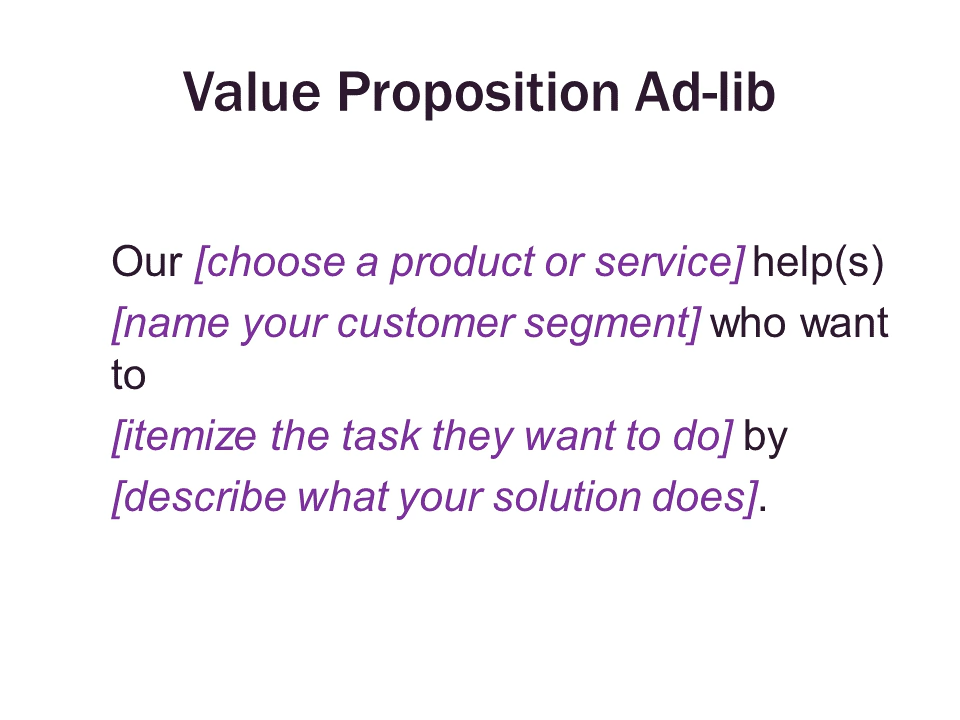 Value Proposition Ad-lib
Our [choose a product or service] help(s)
[name your customer segment] who want
to
[itemize the task they want to do] by
[describe what your solution does].